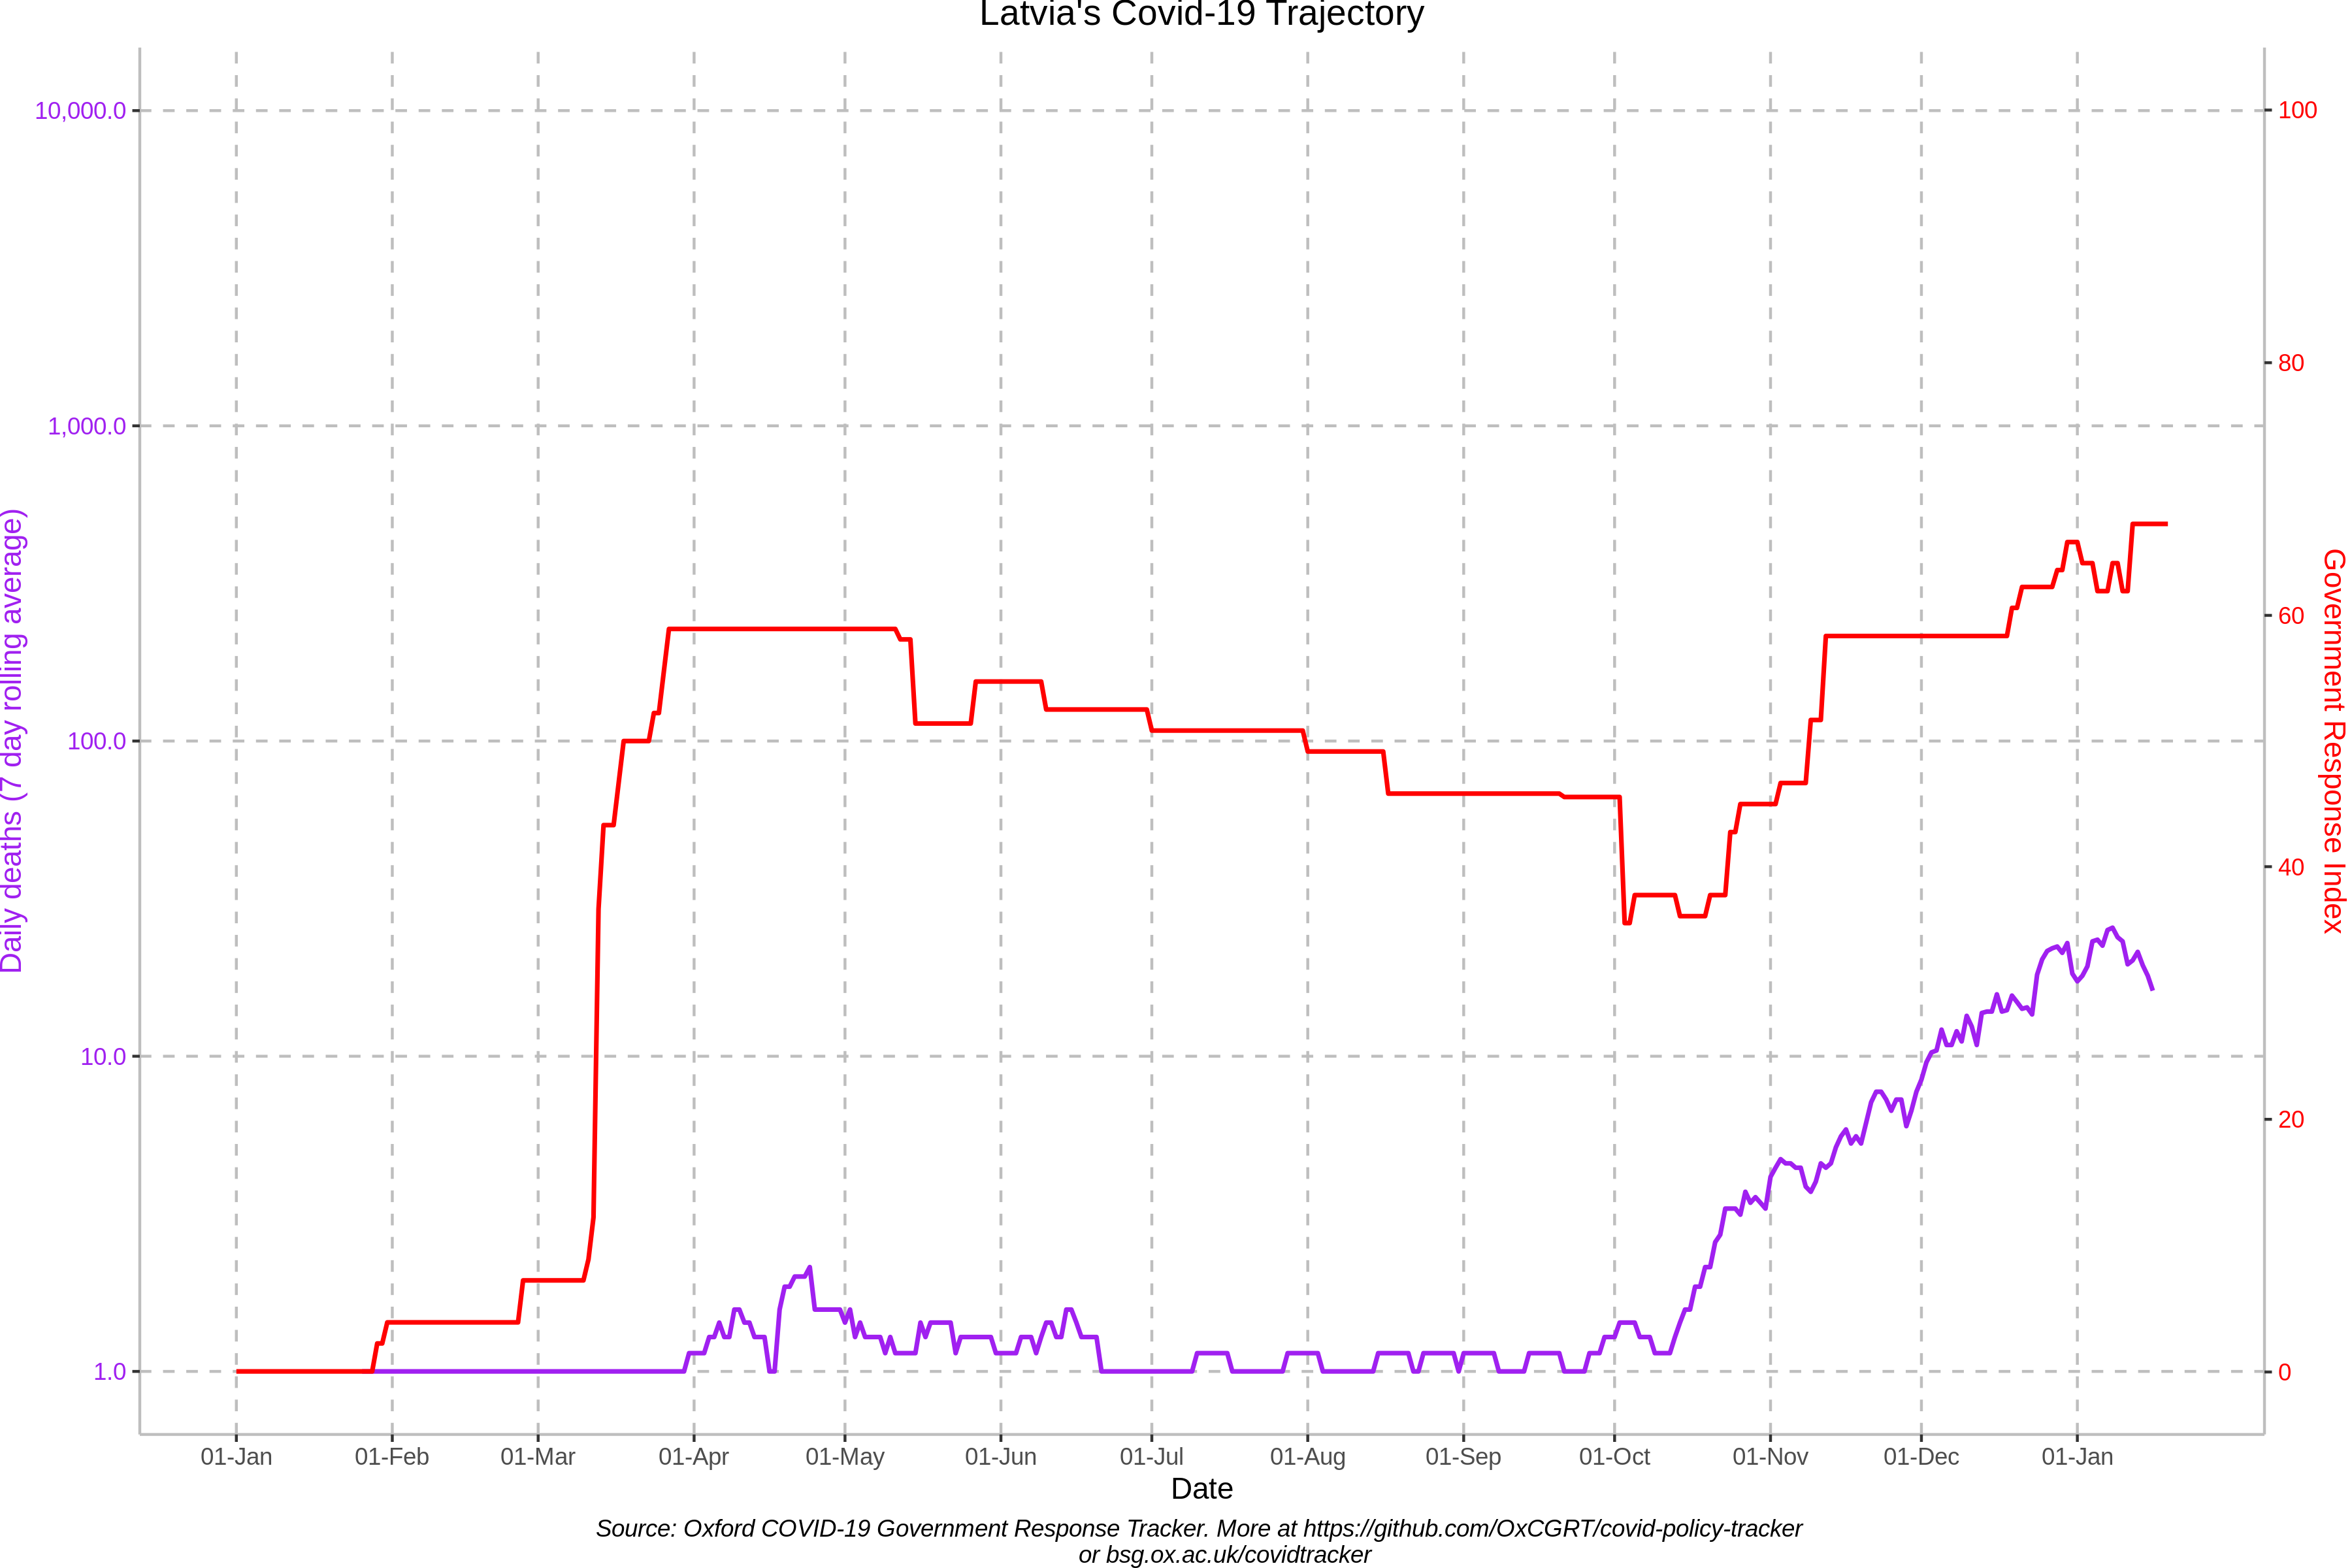 Latvia's Covid-19 Trajectory
10,000.0
1,000.0
100.0
10.0
1.0
Daily deaths (7 day rolling average)
100
80
60
40
20
0
Government Response Index
01-Jan
01-Feb
01-Mar
01-Apr
01-May
01-Jun
01-Jul
01-Aug
01-Sep
01-Oct
01-Nov
01-Dec
01-Jan
Date
Source: Oxford COVID-19 Government Response Tracker. More at https://github.com/OxCGRT/covid-policy-tracker
or bsg.ox.ac.uk/covidtracker